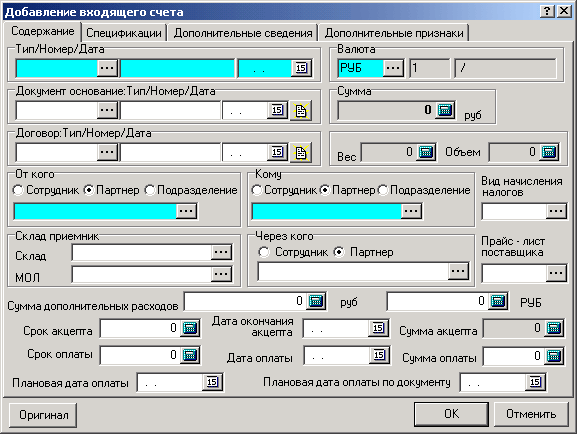 Добавление входящего счета
Содержание Спецификации Дополнительные сведения Дополнительные признаки
Тип/Номер/Дата Валюта
. . 15 РУБ 1 /
Документ основание:Тип/Номер/Дата Сумма
. . 15 0 руб
Договор:Тип/Номер/Дата
. . 15 Вес 0 Объем 0
От кого Кому Вид начисления
Сотрудник Партнер Подразделение Сотрудник Партнер Подразделение налогов
Склад приемник Через кого Прайс - лист
Склад Сотрудник Партнер поставщика
МОЛ
Сумма дополнительных расходов 0 руб 0 РУБ
Срок акцепта 0 Дата окончания акцепта . . 15 Сумма акцепта 0
Срок оплаты 0 Дата оплаты . . 15 Сумма оплаты 0
Плановая дата оплаты . . 15 Плановая дата оплаты по документу . . 15
Оригинал OK Отменить